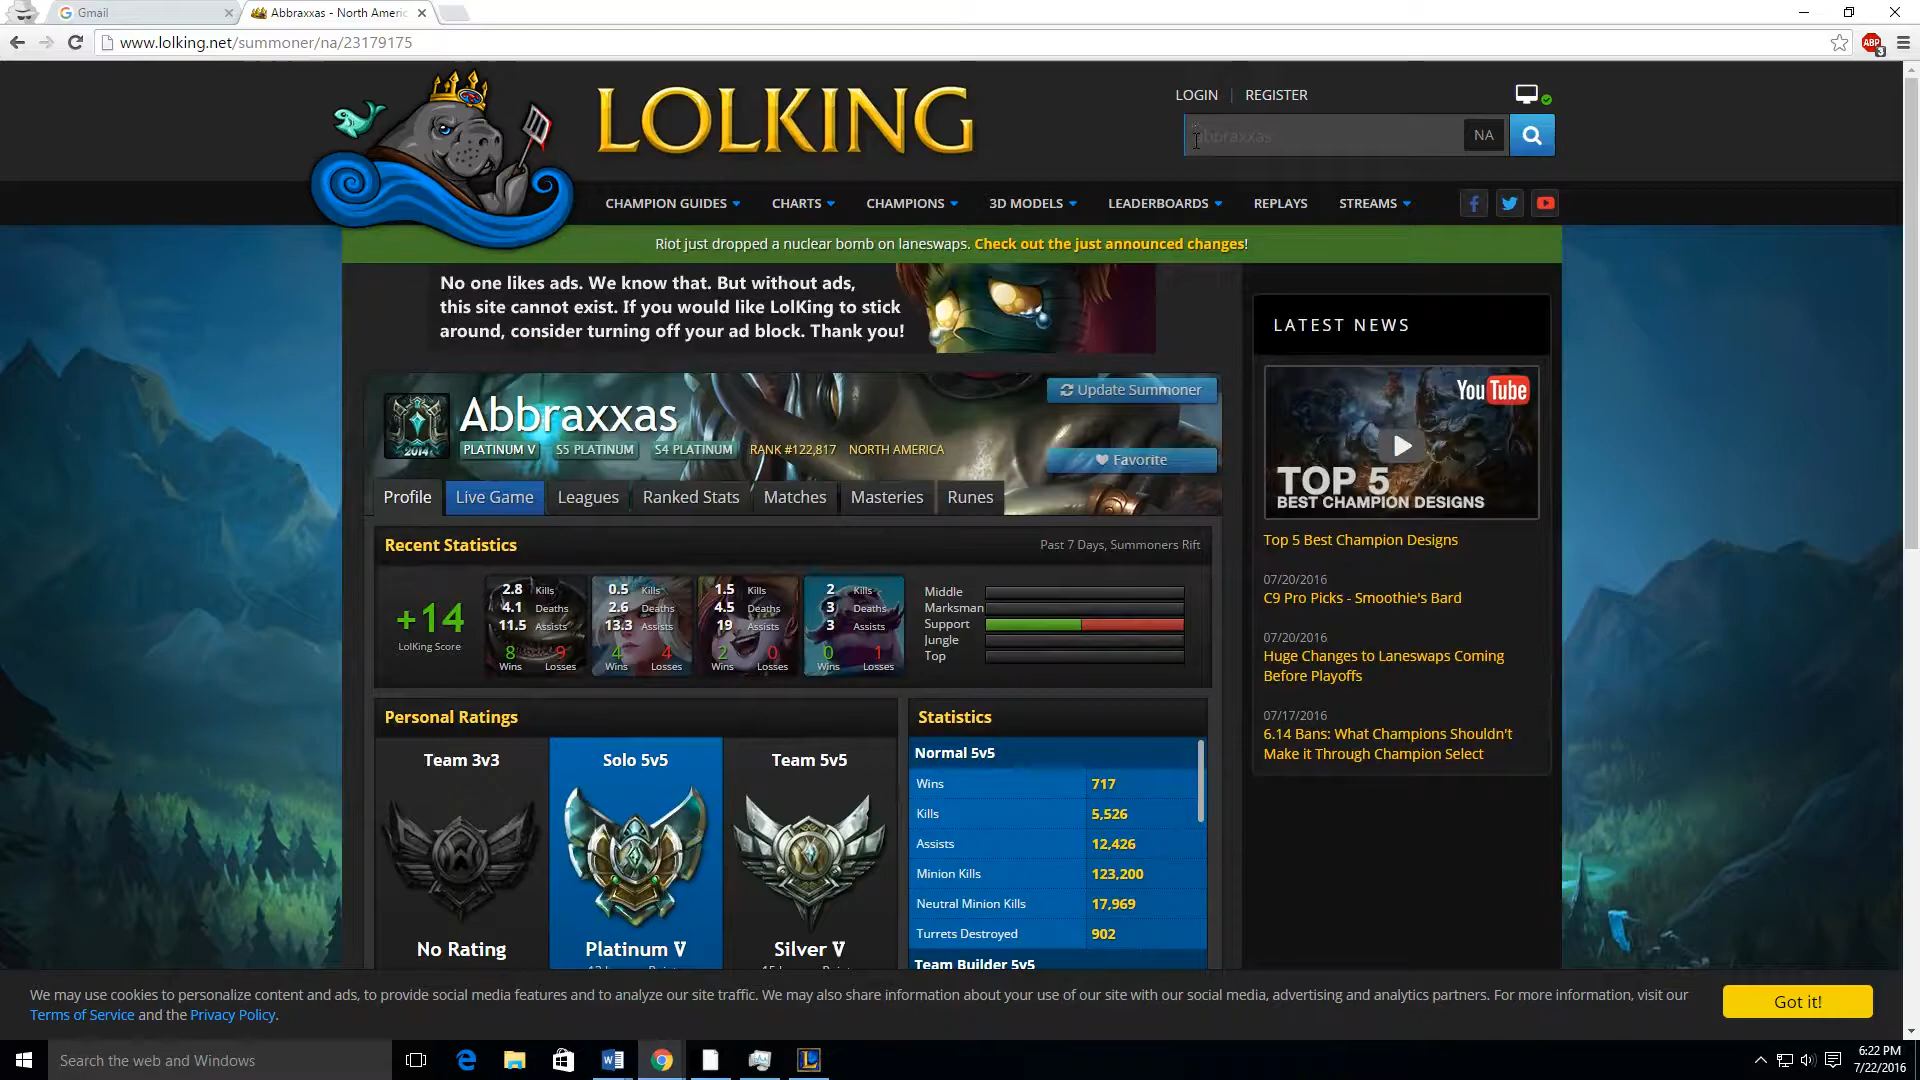 Gmail
Abbraxxas - North Americ
www.lolking.net/summoner/na/23179175
ABP
3
LOLKING
LOGIN
REGISTER
Abbraxxas
NA
CHAMPION GUIDES
CHARTS
CHAMPIONS
3D MODELS
LEADERBOARDS
REPLAYS
STREAMS
Riot just dropped a nuclear bomb on laneswaps. Check out the just announced changes!
No one likes ads. We know that. But without ads,
this site cannot exist. If you would like LolKing to stick
around, consider turning off your ad block. Thank you!
LATEST NEWS
YouTube
TOP 5
BEST CHAMPION DESIGNS
Top 5 Best Champion Designs
07/20/2016
C9 Pro Picks - Smoothie's Bard
07/20/2016
Huge Changes to Laneswaps Coming
Before Playoffs
07/17/2016
6.14 Bans: What Champions Shouldn't
Make it Through Champion Select
2014
Abbraxxas
PLATINUM V S5 PLATINUM S4 PLATINUM RANK #122,817 NORTH AMERICA
Update Summoner
Favorite
Profile
Live Game
Leagues
Ranked Stats
Matches
Masteries
Runes
Recent Statistics
Past 7 Days, Summoners Rift
+14
LolKing Score
2.8 Kills
4.1 Deaths
11.5 Assists
8 Wins 9 Losses
0.5 Kills
2.6 Deaths
13.3 Assists
4 Wins 4 Losses
1.5 Kills
4.5 Deaths
19 Assists
2 Wins 0 Losses
2 Kills
3 Deaths
3 Assists
0 Wins 1 Losses
Middle
Marksman
Support
Jungle
Top
Personal Ratings
Team 3v3
No Rating
Solo 5v5
Platinum V
Team 5v5
Silver V
Statistics
Normal 5v5
Wins 717
Kills 5,526
Assists 12,426
Minion Kills 123,200
Neutral Minion Kills 17,969
Turrets Destroyed 902
Team Builder 5v5
We may use cookies to personalize content and ads, to provide social media features and to analyze our site traffic. We may also share information about your use of our site with our social media, advertising and analytics partners. For more information, visit our
Terms of Service and the Privacy Policy.
Got it!
Search the web and Windows
6:22 PM
7/22/2016